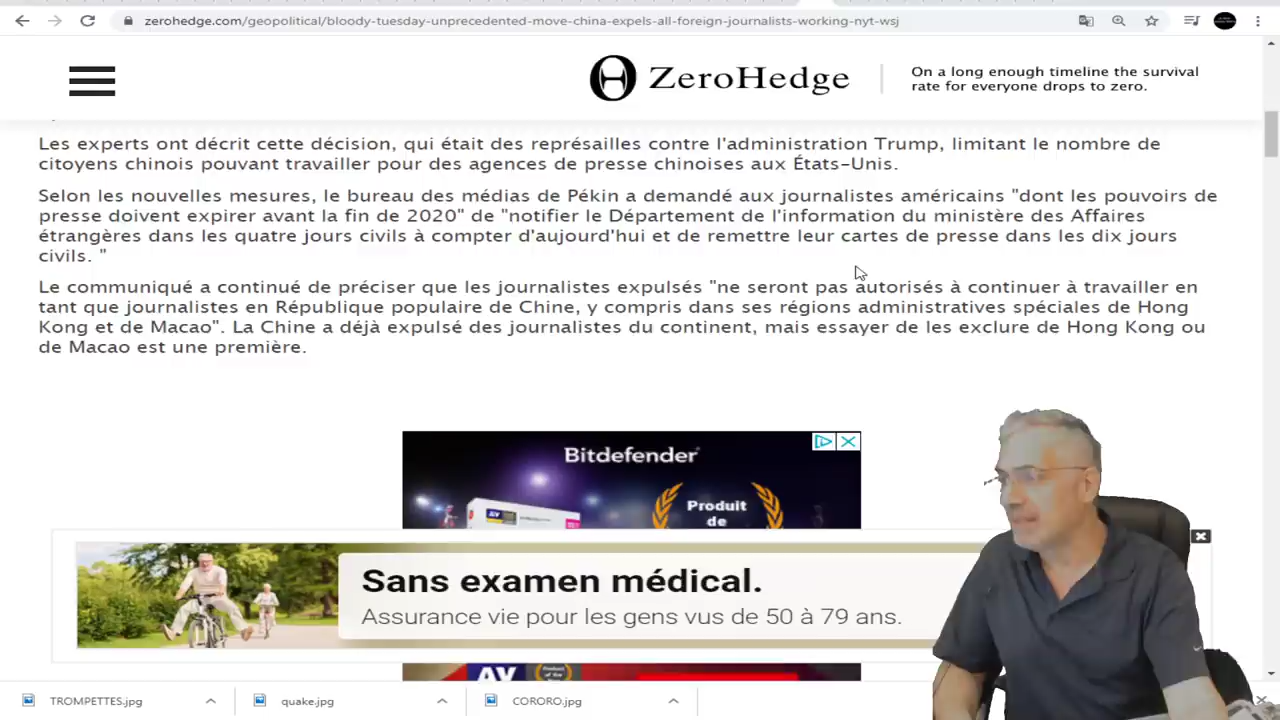 zerohedge.com/geopolitical/bloody-tuesday-unprecedented-move-china-expels-all-foreign-journalists-working-nyt-wsj
ZeroHedge
On a long enough timeline the survival
rate for everyone drops to zero.
Les experts ont décrit cette décision, qui était des représailles contre l'administration Trump, limitant le nombre de
citoyens chinois pouvant travailler pour des agences de presse chinoises aux États-Unis.
Selon les nouvelles mesures, le bureau des médias de Pékin a demandé aux journalistes américains "dont les pouvoirs de
presse doivent expirer avant la fin de 2020" de "notifier le Département de l'information du ministère des Affaires
étrangères dans les quatre jours civils à compter d'aujourd'hui et de remettre leur cartes de presse dans les dix jours
civils. "
Le communiqué a continué de préciser que les journalistes expulsés "ne seront pas autorisés à continuer à travailler en
tant que journalistes en République populaire de Chine, y compris dans ses régions administratives spéciales de Hong
Kong et de Macao". La Chine a déjà expulsé des journalistes du continent, mais essayer de les exclure de Hong Kong ou
de Macao est une première.
Bitdefender
Produit
de
AV
Sans examen médical.
Assurance vie pour les gens vus de 50 à 79 ans.
AV
TROMPETTES.jpg
quake.jpg
CORORO.jpg